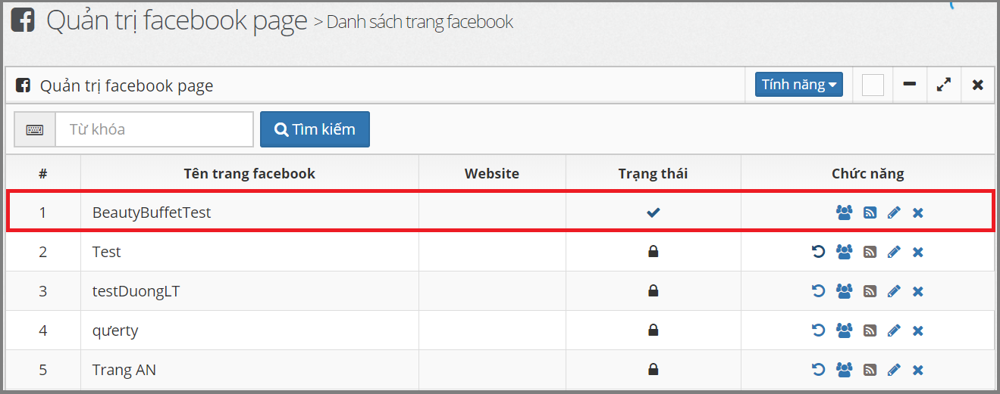 Quản trị facebook page > Danh sách trang facebook
Quản trị facebook page Tính năng
Từ khóa Tìm kiếm
# Tên trang facebook Website Trạng thái Chức năng
1 BeautyBuffetTest
2 Test
3 testDuongLT
4 qưerty
5 Trang AN